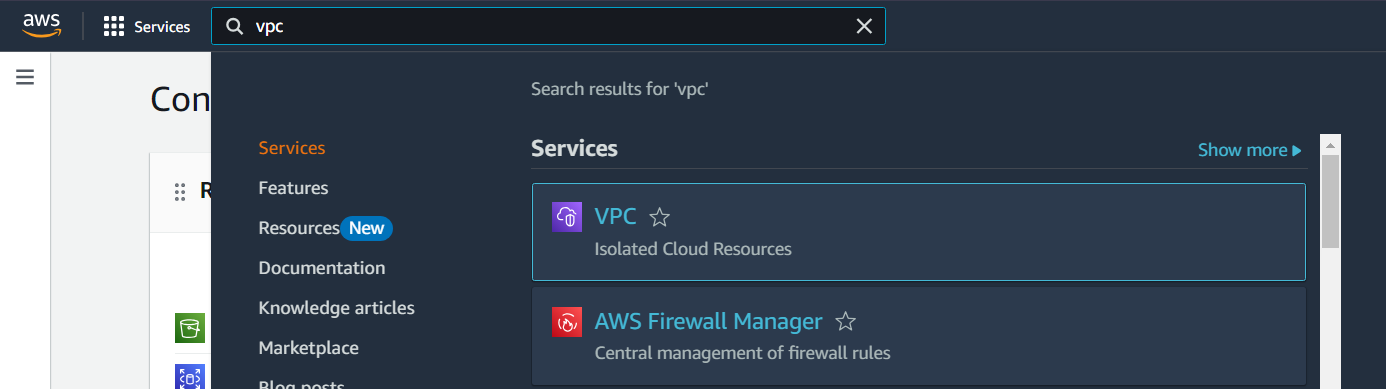 aws
Services
vpc
Con
Search results for 'vpc'
Services
Features
Resources New
Documentation
Knowledge articles
Marketplace
Blog posts
R
Services
Show more
VPC
Isolated Cloud Resources
AWS Firewall Manager
Central management of firewall rules